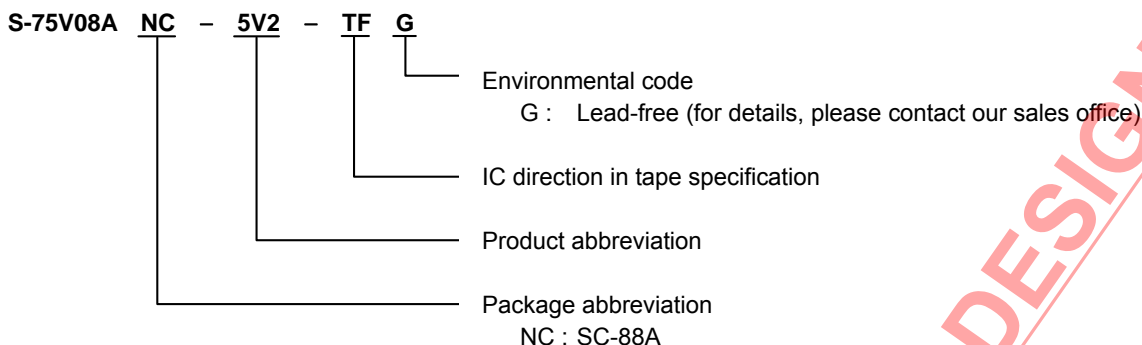 S-75V08A NC – 5V2 – TF G
Environmental code
G : Lead-free (for details, please contact our sales office)
IC direction in tape specification
Product abbreviation
Package abbreviation
NC : SC-88A
DESIGN